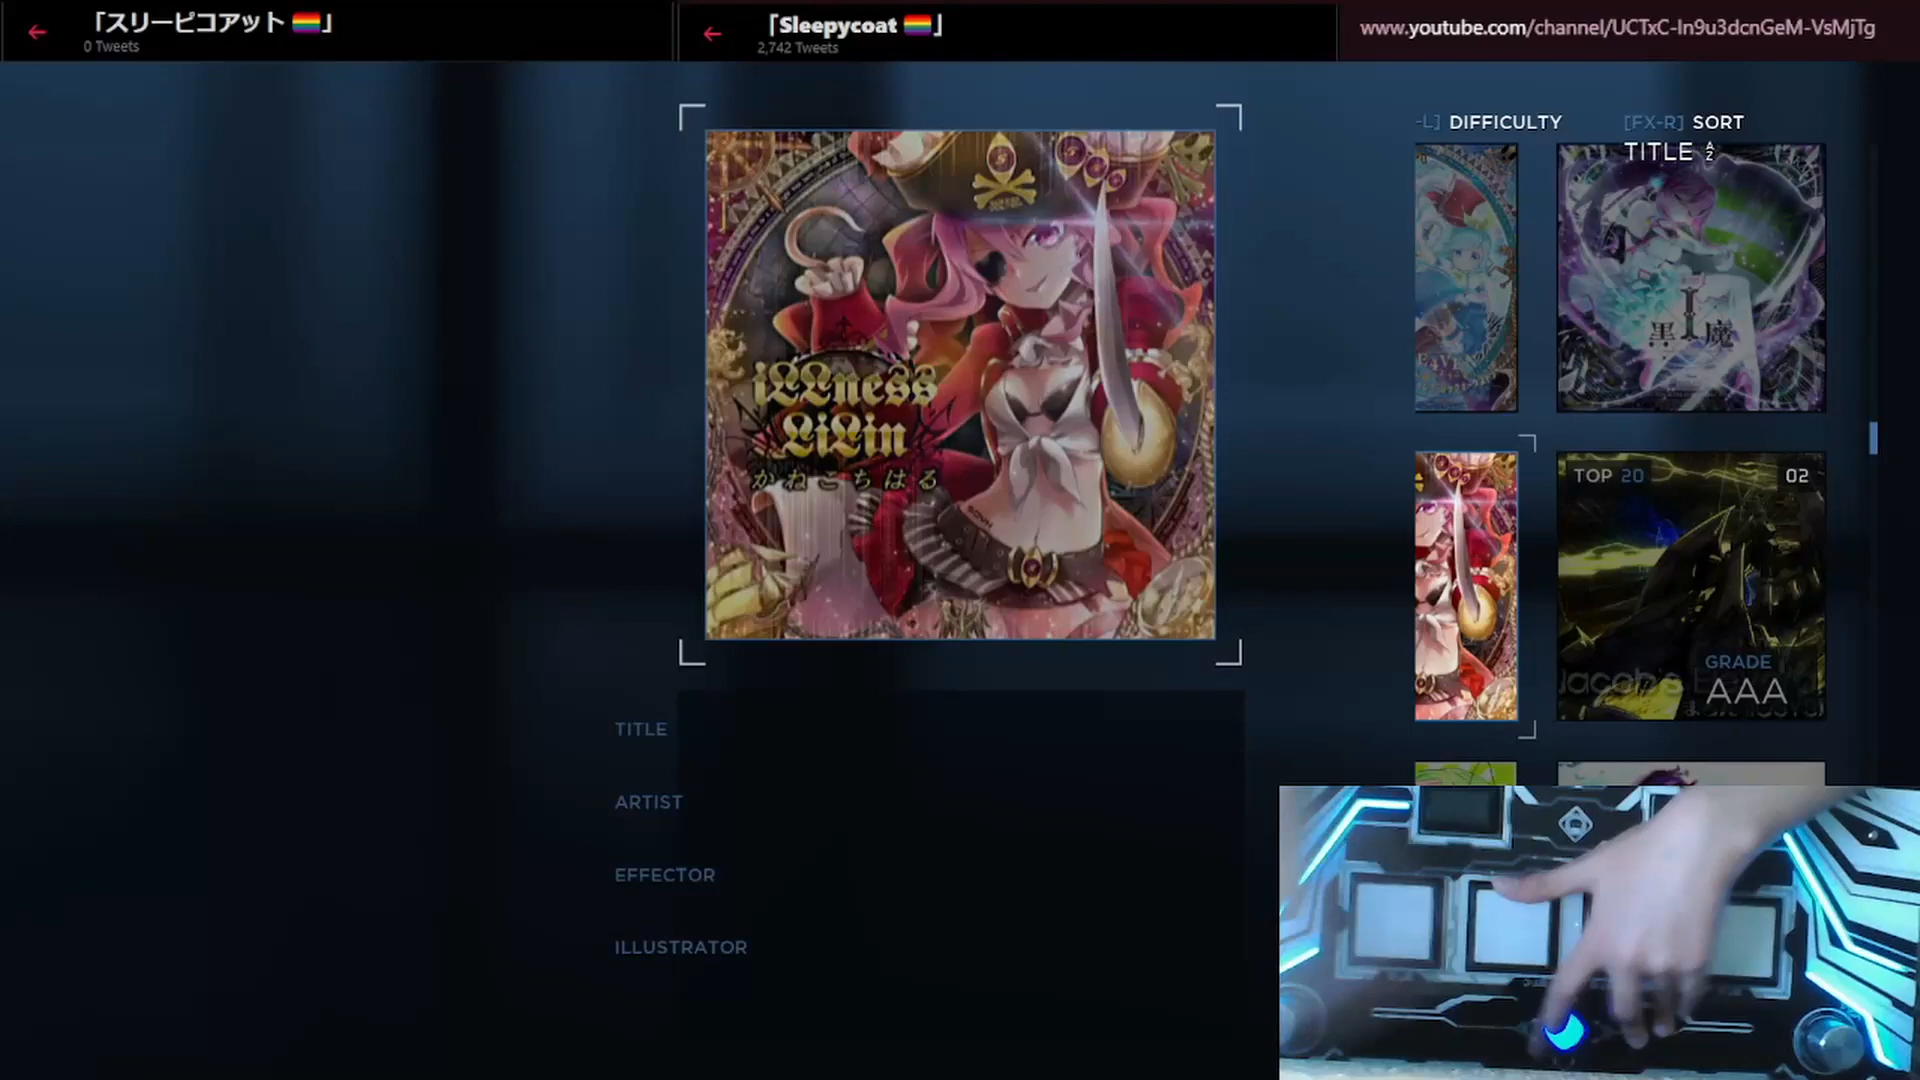 「スリーピコアット 🏳️‍🌈」
0 Tweets
「Sleepycoat 🏳️‍🌈」
2,742 Tweets
www.youtube.com/channel/UCTxC-In9u3dcnGeM-VsMjTg
-L] DIFFICULTY
[FX-R] SORT
TITLE A Z
iLLness
LiLin
かねこちはる
黒魔
I
TOP 20
02
GRADE
AAA
Jacob's
TITLE
ARTIST
EFFECTOR
ILLUSTRATOR